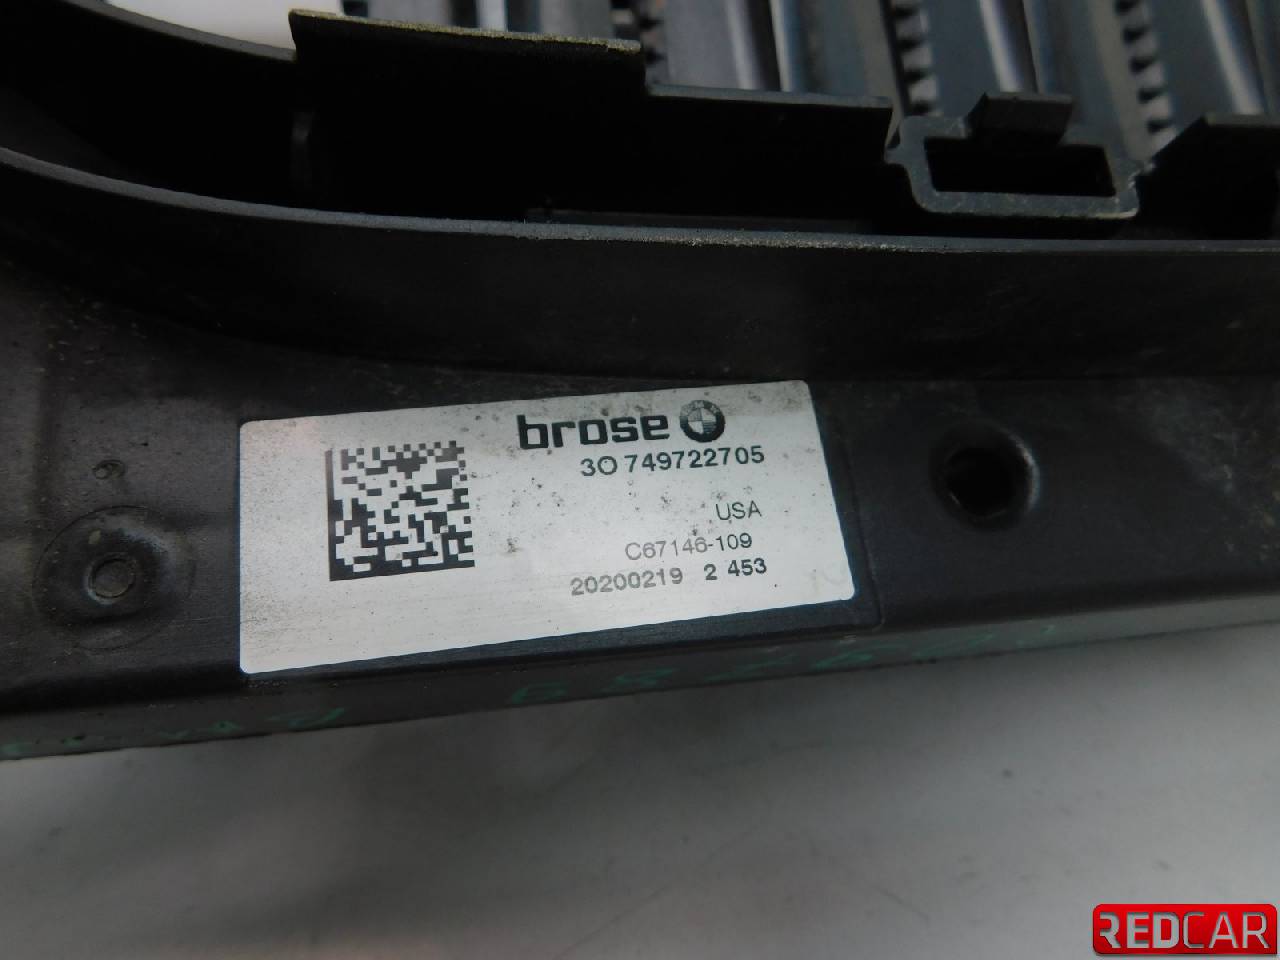 brose
3O 749722705
USA
C67146-109
20200219 2 453
REDCAR